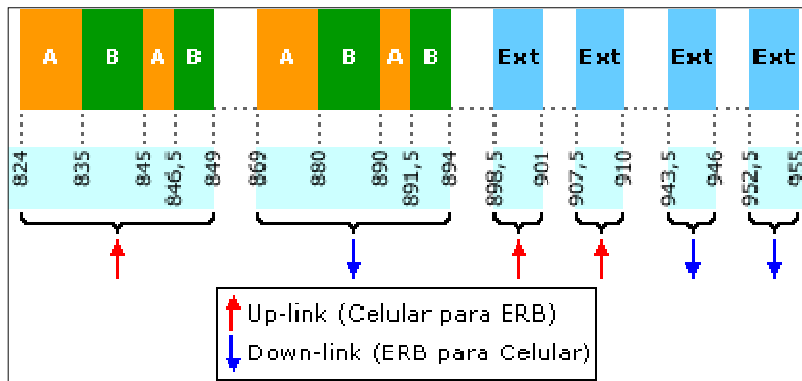 A B A B A B A B Ext Ext Ext Ext
824 835 845 846,5 849 869 880 890 891,5 894 898,5 901 907,5 910 943,5 946 952,5 955
Up-link (Celular para ERB)
Down-link (ERB para Celular)